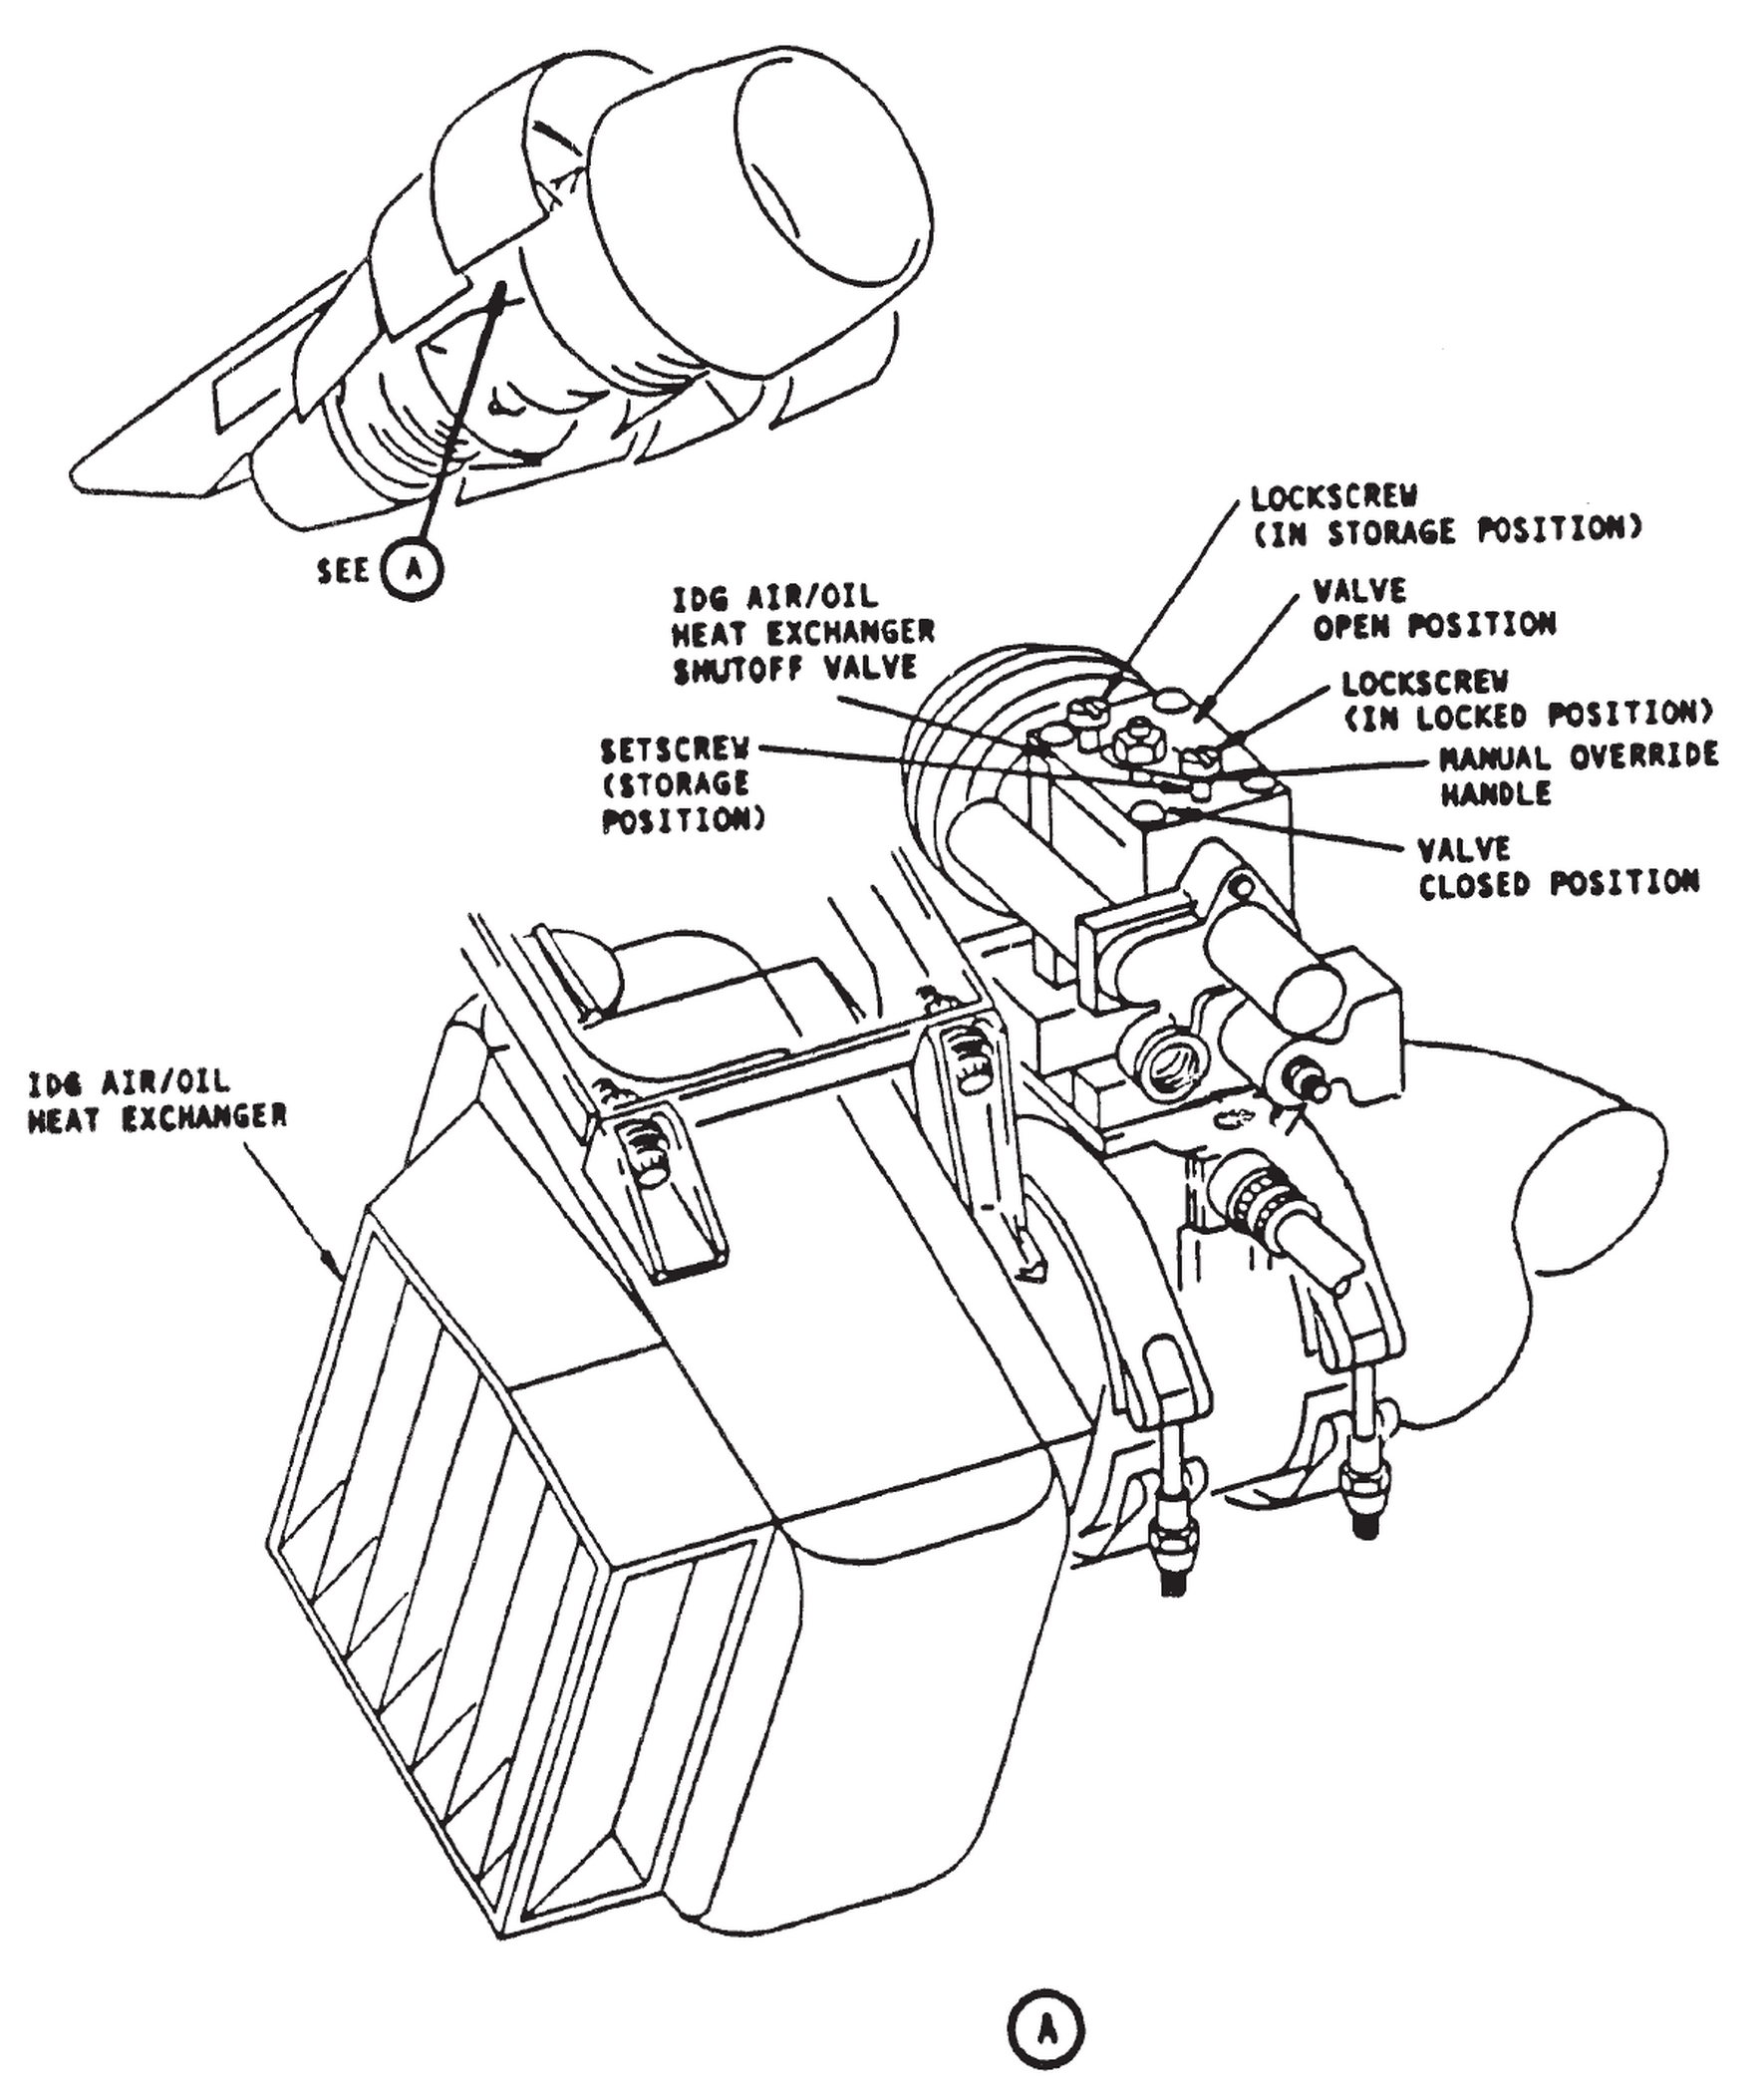 SEE A
LOCKSCREW
(IN STORAGE POSITION)
IDG AIR/OIL
HEAT EXCHANGER
SHUTOFF VALVE
VALVE
OPEN POSITION
LOCKSCREW
(IN LOCKED POSITION)
SETSCREW
(STORAGE
POSITION)
MANUAL OVERRIDE
HANDLE
VALVE
CLOSED POSITION
IDG AIR/OIL
HEAT EXCHANGER
A